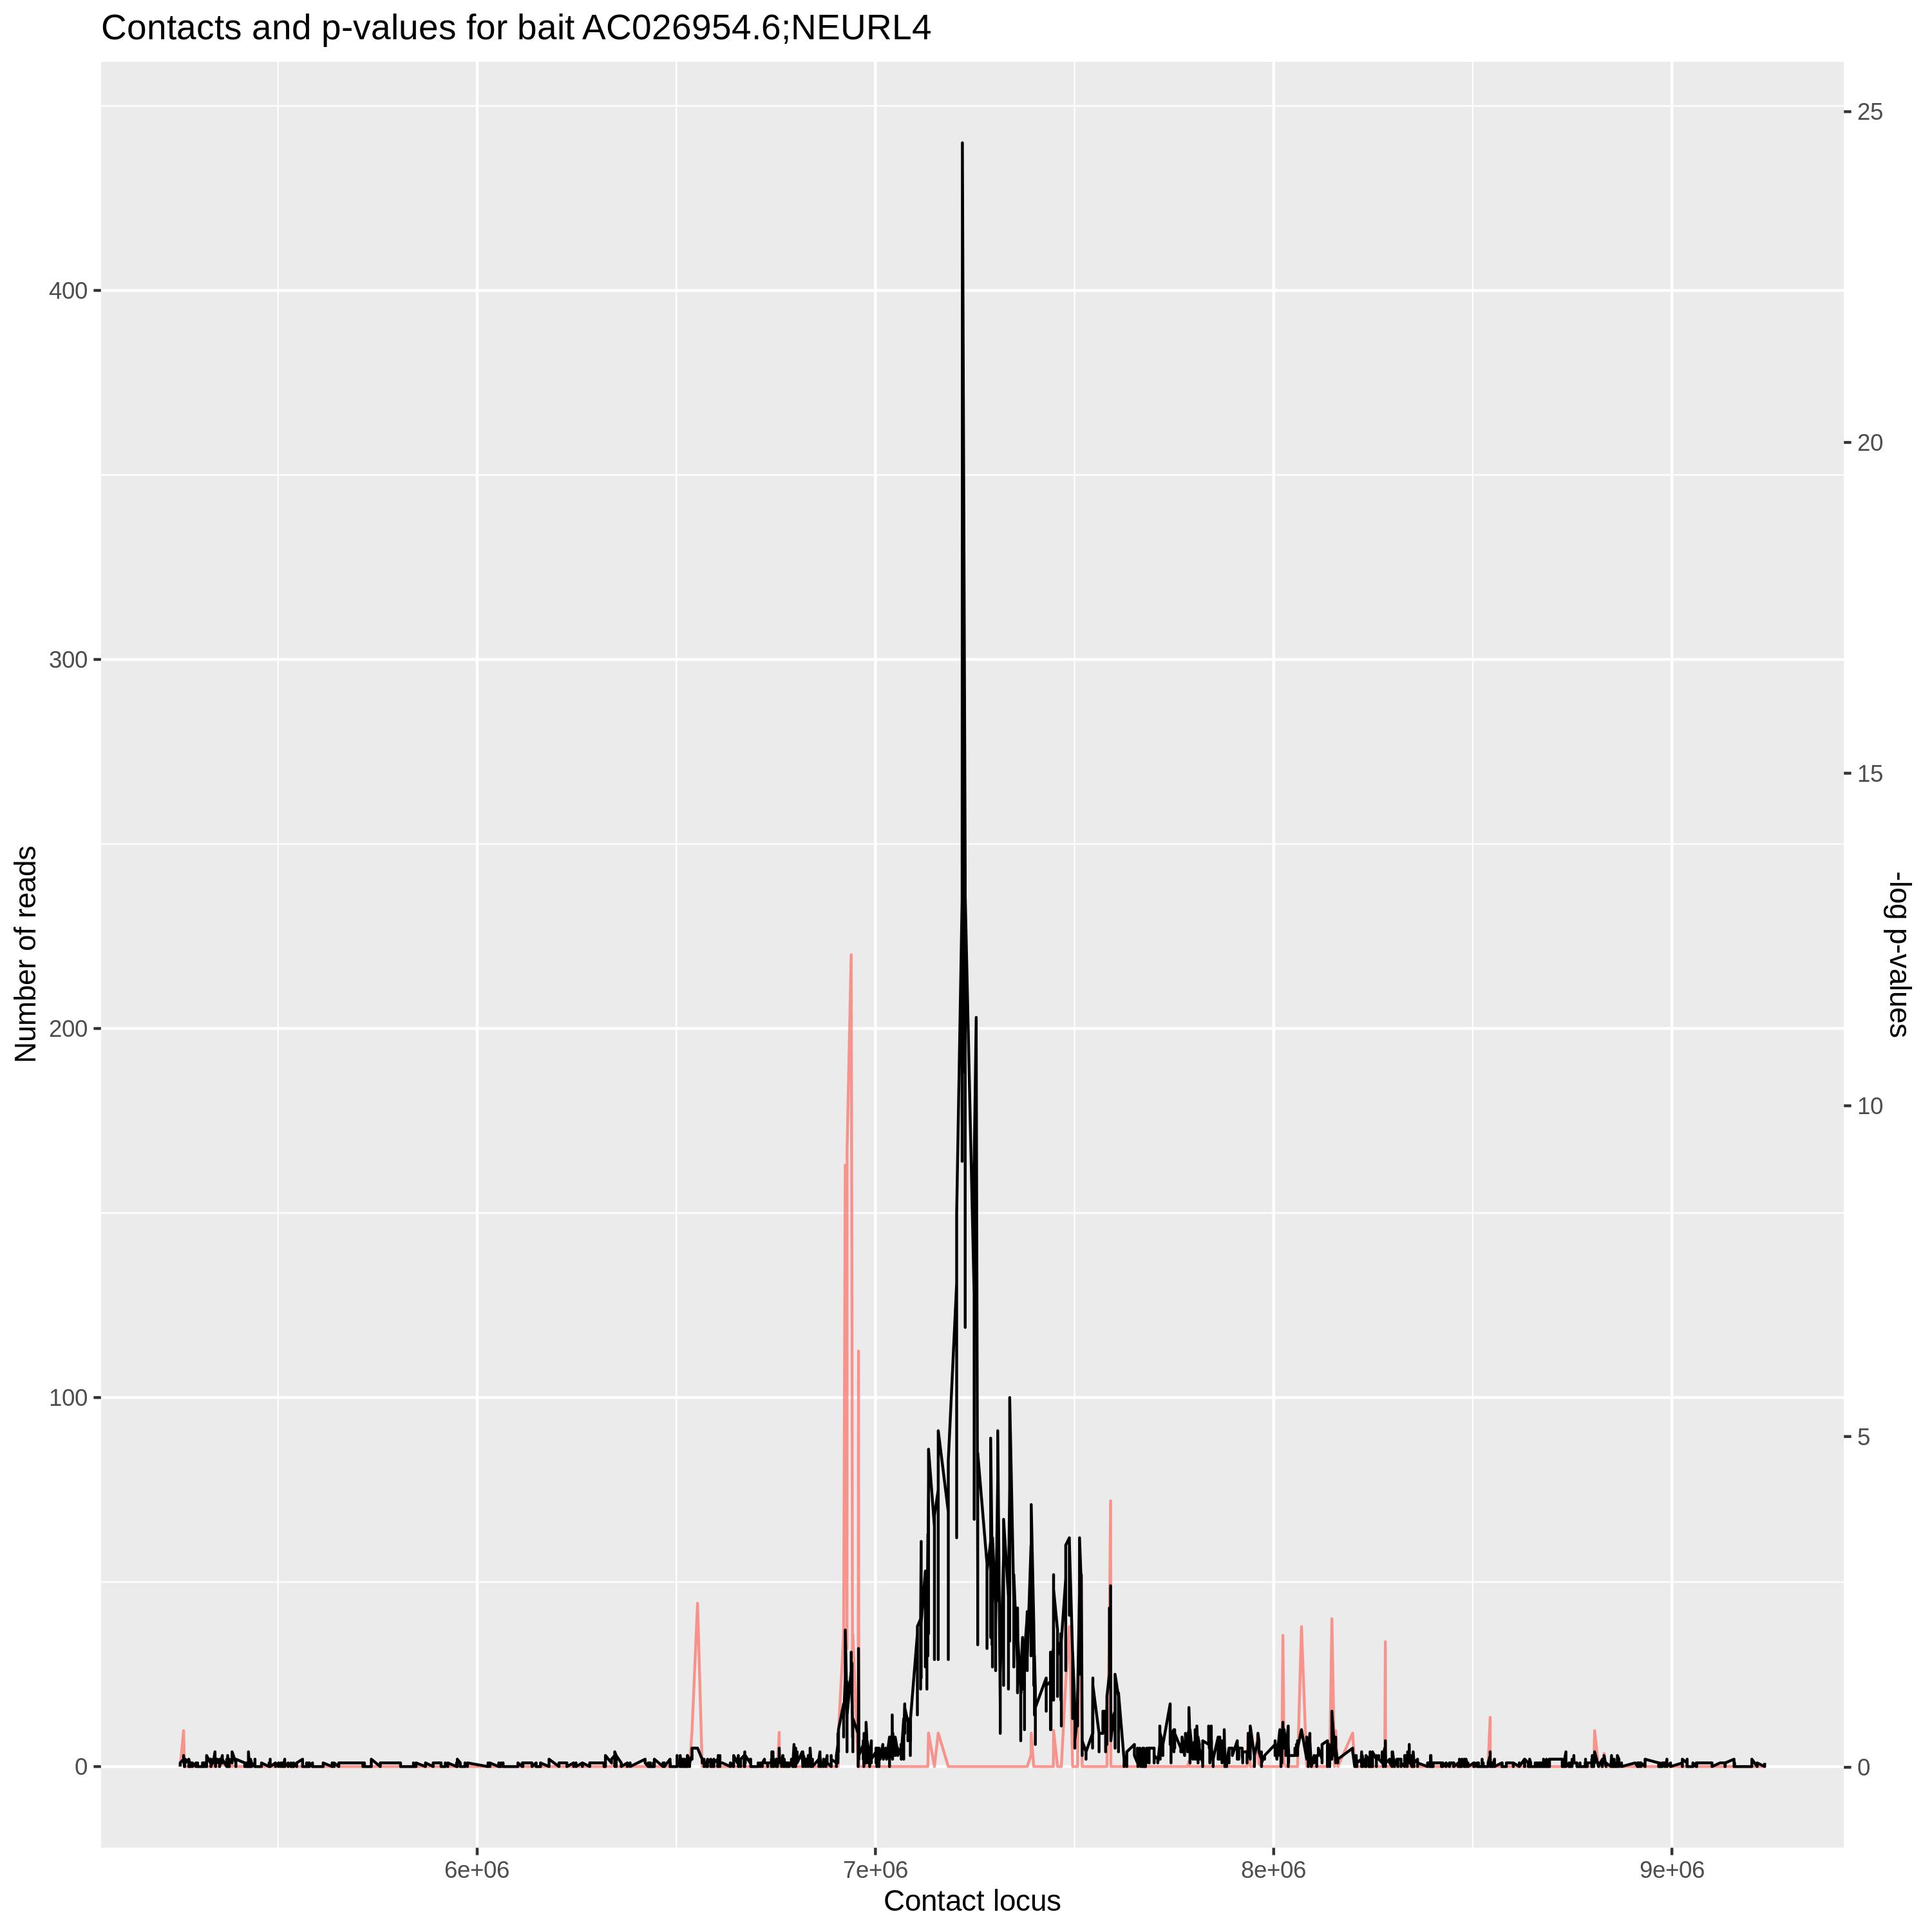 Contacts and p-values for bait AC026954.6;NEURL4
Number of reads
400
300
200
100
0
25
20
15
10
5
0
-log p-values
6e+06
7e+06
8e+06
9e+06
Contact locus